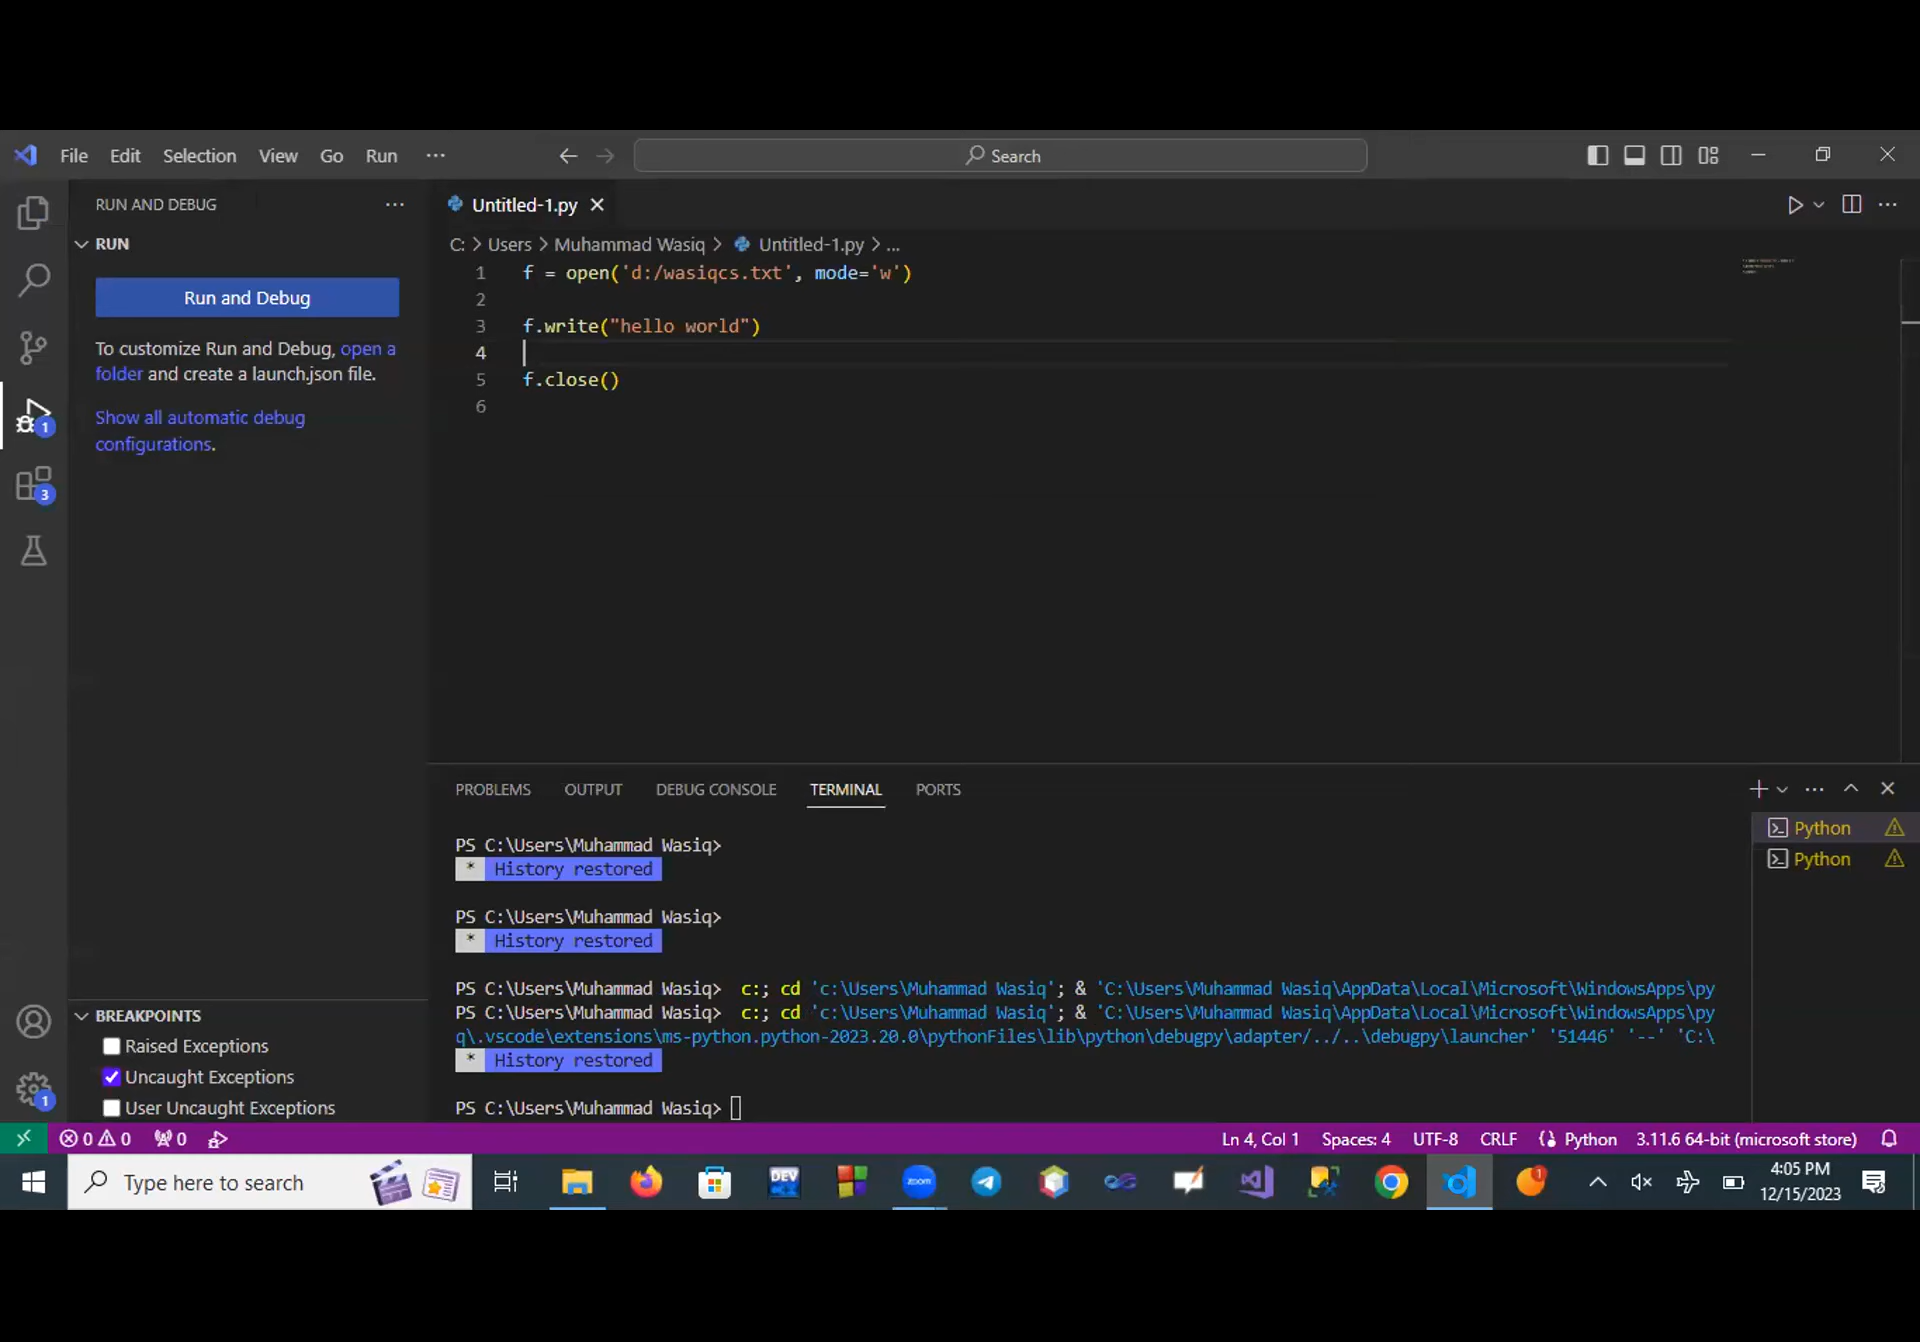 File Edit Selection View Go Run ... Search
RUN AND DEBUG ...
Untitled-1.py
RUN
C: > Users > Muhammad Wasiq > Untitled-1.py > ...
Run and Debug
To customize Run and Debug, open a
folder and create a launch.json file.
Show all automatic debug
configurations.
1 f = open('d:/wasiqcs.txt', mode='w')
2
3 f.write("hello world")
4
5 f.close()
6
1
3
PROBLEMS OUTPUT DEBUG CONSOLE TERMINAL PORTS
Python
Python
PS C:\Users\Muhammad Wasiq>
* History restored
PS C:\Users\Muhammad Wasiq>
* History restored
PS C:\Users\Muhammad Wasiq> c:; cd 'c:\Users\Muhammad Wasiq'; & 'C:\Users\Muhammad Wasiq\AppData\Local\Microsoft\WindowsApps\py
PS C:\Users\Muhammad Wasiq> c:; cd 'c:\Users\Muhammad Wasiq'; & 'C:\Users\Muhammad Wasiq\AppData\Local\Microsoft\WindowsApps\py
q\.vscode\extensions\ms-python.python-2023.20.0\pythonFiles\lib\python\debugpy\adapter/../..\debugpy\launcher' '51446' '--' 'C:\
* History restored
PS C:\Users\Muhammad Wasiq>
BREAKPOINTS
Raised Exceptions
Uncaught Exceptions
User Uncaught Exceptions
1
0 0 0
Ln 4, Col 1 Spaces: 4 UTF-8 CRLF Python 3.11.6 64-bit (microsoft store)
Type here to search
DEV
zoom
1
4:05 PM
12/15/2023